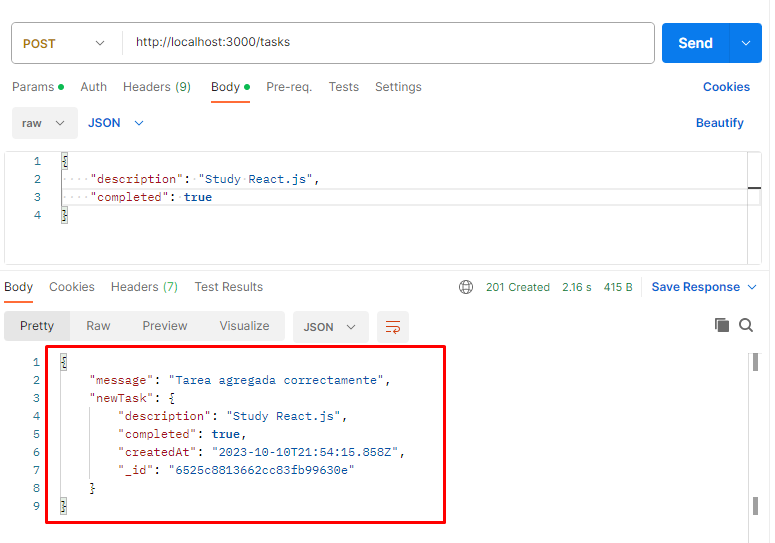 POST http://localhost:3000/tasks Send
Params Auth Headers (9) Body Pre-req. Tests Settings Cookies
raw JSON Beautify
1 {
2 "description": "Study React.js",
3 "completed": true
4 }
Body Cookies Headers (7) Test Results 201 Created 2.16 s 415 B Save Response
Pretty Raw Preview Visualize JSON
1 {
2 "message": "Tarea agregada correctamente",
3 "newTask": {
4 "description": "Study React.js",
5 "completed": true,
6 "createdAt": "2023-10-10T21:54:15.858Z",
7 "_id": "6525c8813662cc83fb99630e"
8 }
9 }